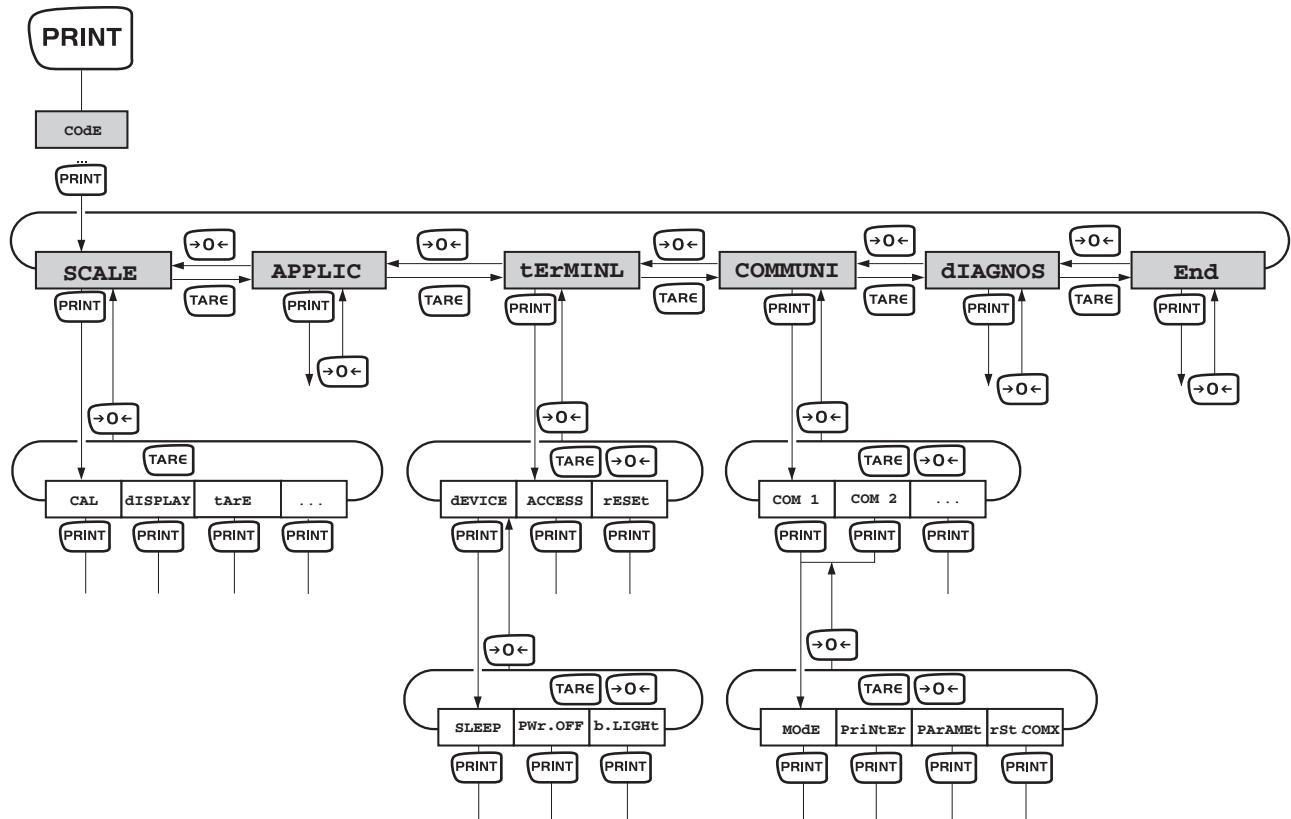 PRINT
COdE
...
PRINT
→0← →0← →0← →0← →0←
SCALE APPLIC tErMINL COMMUNI dIAGNOS End
TARE TARE TARE TARE TARE
PRINT PRINT PRINT PRINT PRINT PRINT
→0← →0← →0←
→0← →0← →0←
TARE TARE →0← TARE →0←
CAL dISPLAY tArE ... dEVICE ACCESS rESEt COM 1 COM 2 ...
PRINT PRINT PRINT PRINT PRINT PRINT PRINT PRINT PRINT PRINT
→0← →0←
TARE →0← TARE →0←
SLEEP PWr.OFF b.LIGHt MOdE PriNtEr PArAMEt rSt COMX
PRINT PRINT PRINT PRINT PRINT PRINT PRINT